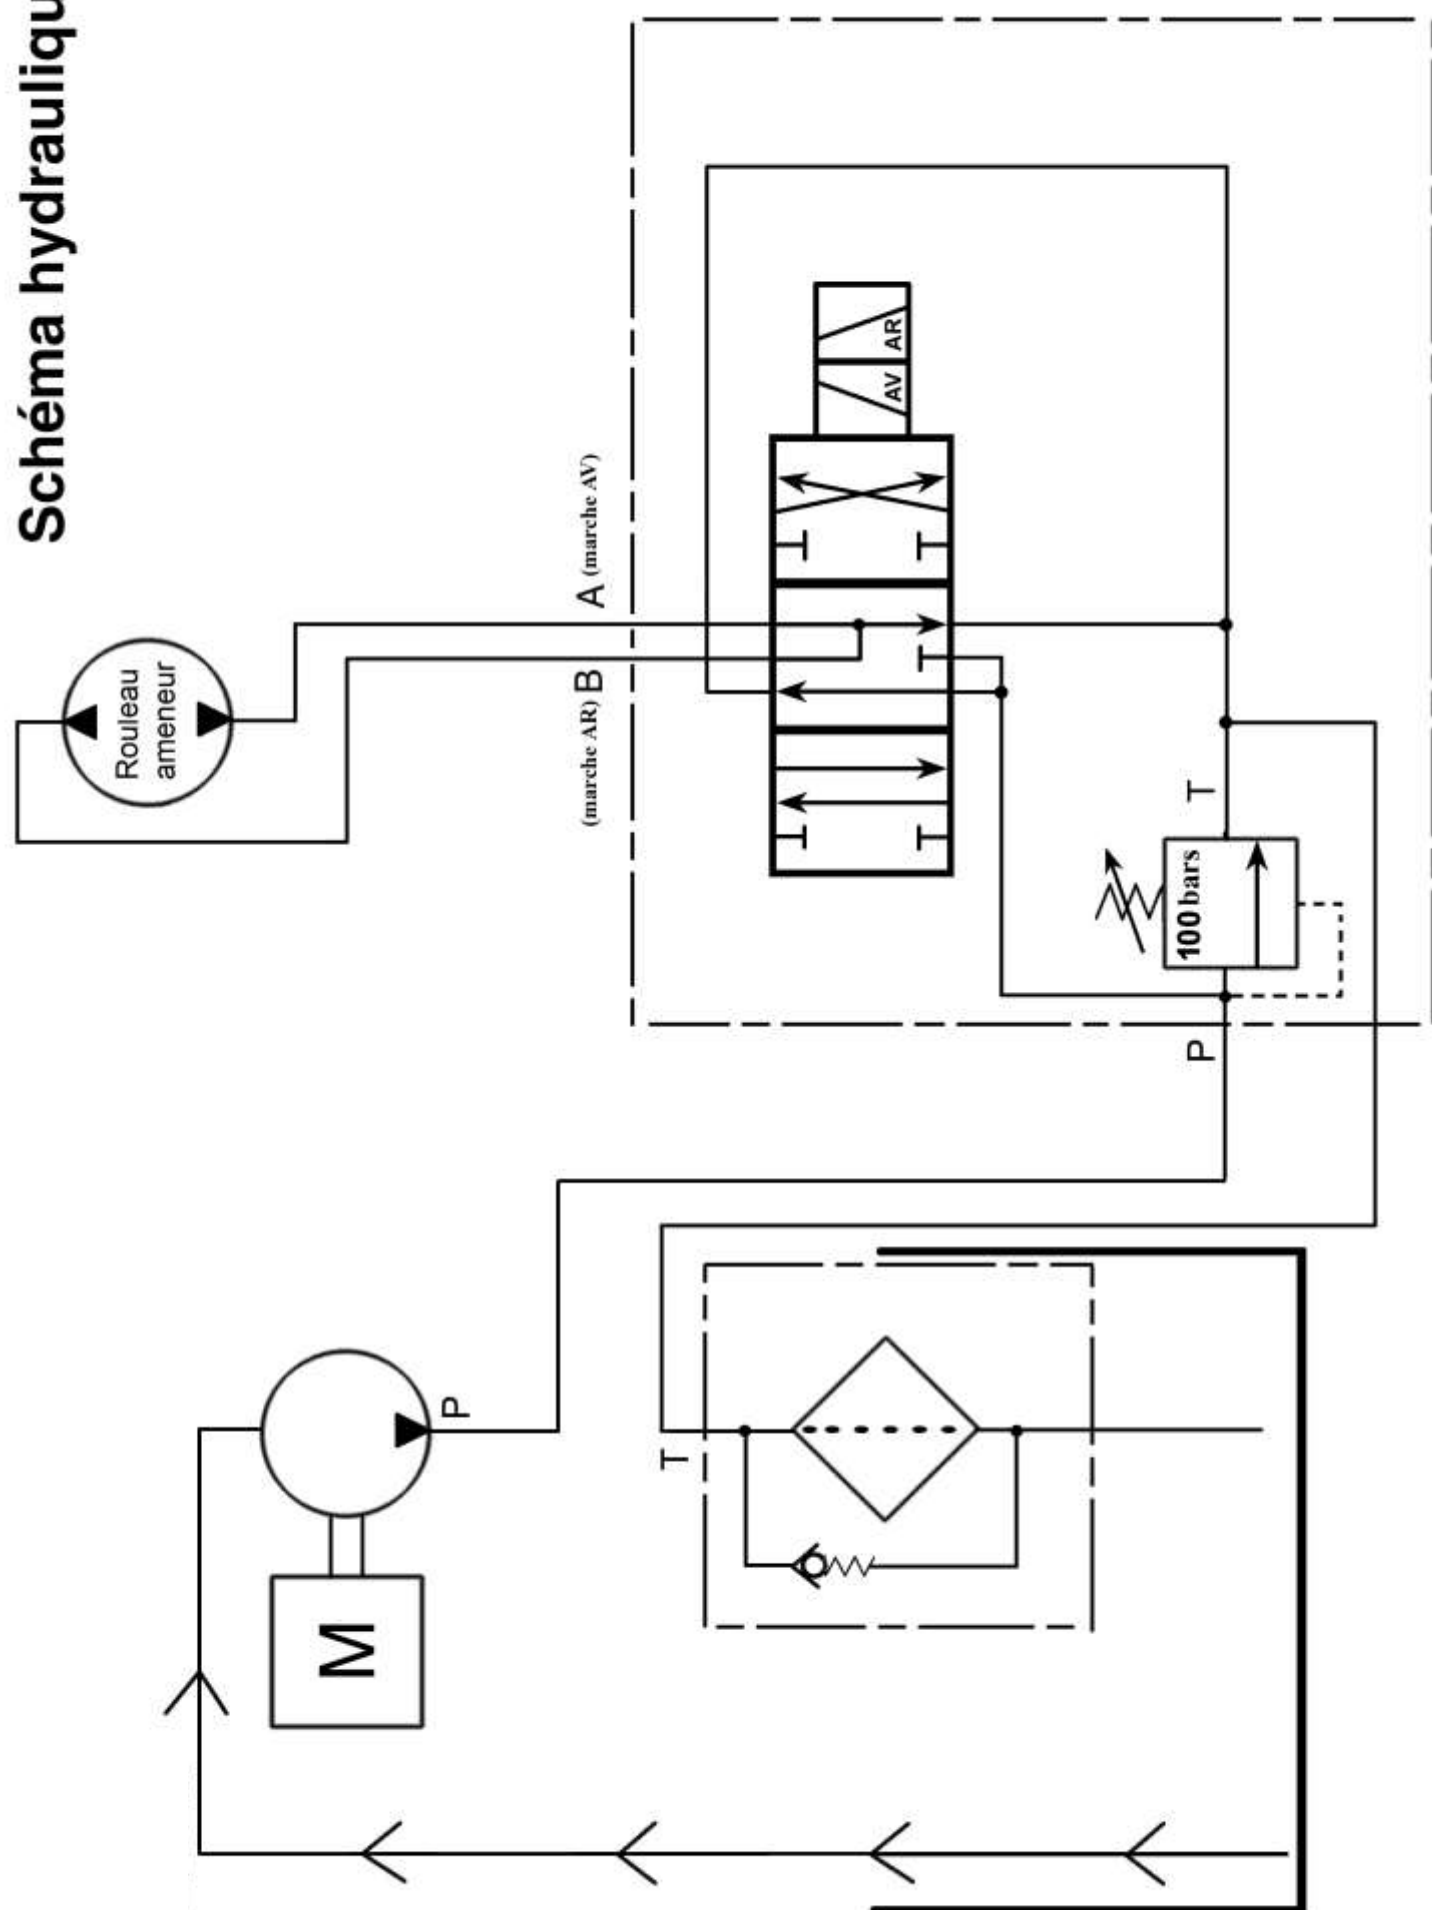 Schéma hydrauliqu
Rouleau
ameneur
A (marche AV)
(marche AR) B
AV
AR
T
100 bars
P
P
M
T